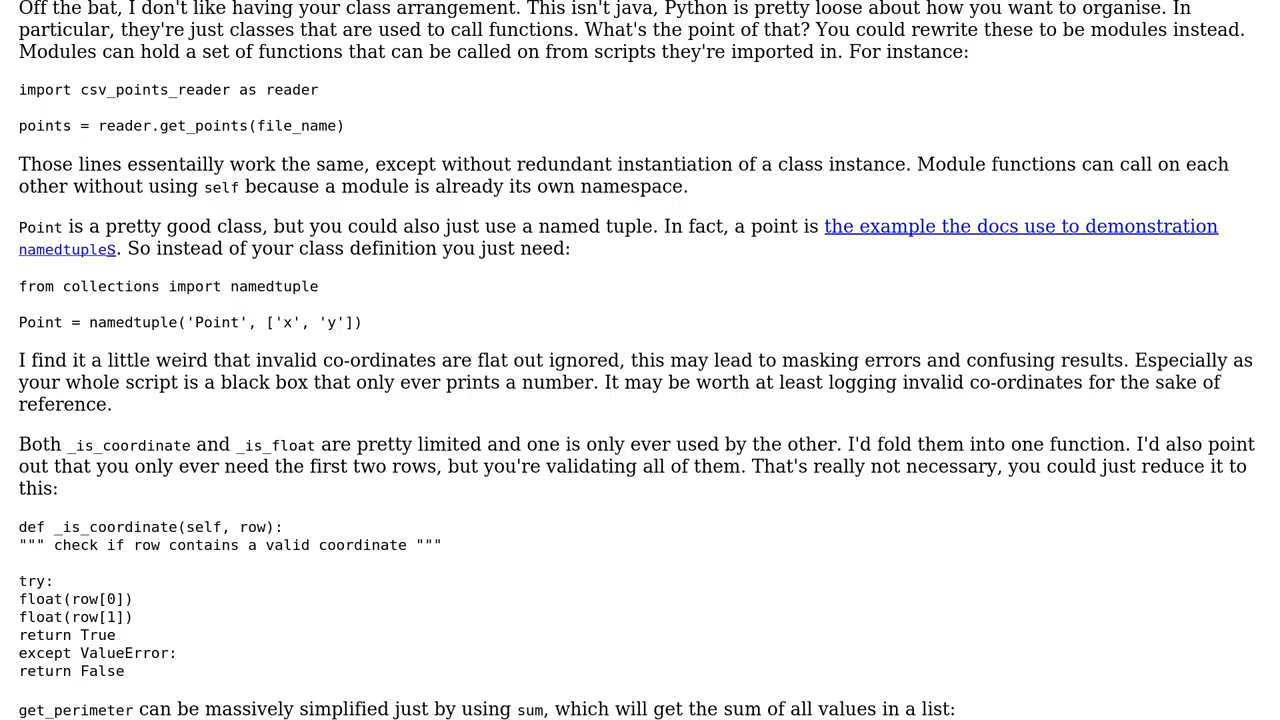 Off the bat, I don't like having your class arrangement. This isn't java, Python is pretty loose about how you want to organise. In
particular, they're just classes that are used to call functions. What's the point of that? You could rewrite these to be modules instead.
Modules can hold a set of functions that can be called on from scripts they're imported in. For instance:
import csv_points_reader as reader
points = reader.get_points(file_name)
Those lines essentailly work the same, except without redundant instantiation of a class instance. Module functions can call on each
other without using self because a module is already its own namespace.
Point is a pretty good class, but you could also just use a named tuple. In fact, a point is the example the docs use to demonstration
namedtupleS. So instead of your class definition you just need:
from collections import namedtuple
Point = namedtuple('Point', ['x', 'y'])
I find it a little weird that invalid co-ordinates are flat out ignored, this may lead to masking errors and confusing results. Especially as
your whole script is a black box that only ever prints a number. It may be worth at least logging invalid co-ordinates for the sake of
reference.
Both _is_coordinate and _is_float are pretty limited and one is only ever used by the other. I'd fold them into one function. I'd also point
out that you only ever need the first two rows, but you're validating all of them. That's really not necessary, you could just reduce it to
this:
def _is_coordinate(self, row):
""" check if row contains a valid coordinate """
try:
float(row[0])
float(row[1])
return True
except ValueError:
return False
get_perimeter can be massively simplified just by using sum, which will get the sum of all values in a list: